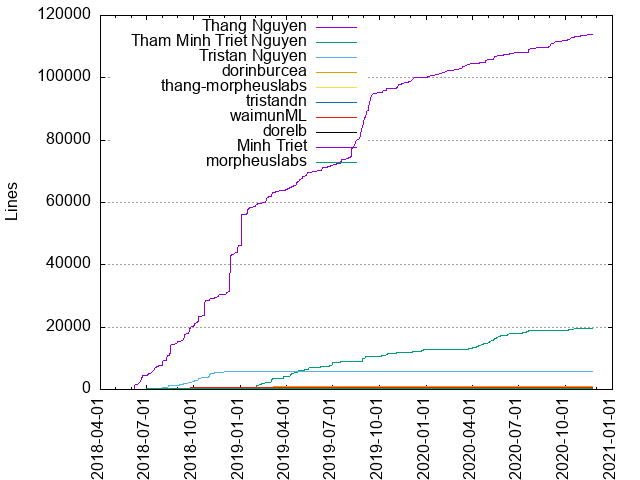 120000
100000
80000
60000
40000
20000
0
Lines
Thang Nguyen
Tham Minh Triet Nguyen
Tristan Nguyen
dorinburcea
thang-morpheuslabs
tristandn
waimunML
dorelb
Minh Triet
morpheuslabs
2018-04-01
2018-07-01
2018-10-01
2019-01-01
2019-04-01
2019-07-01
2019-10-01
2020-01-01
2020-04-01
2020-07-01
2020-10-01
2021-01-01